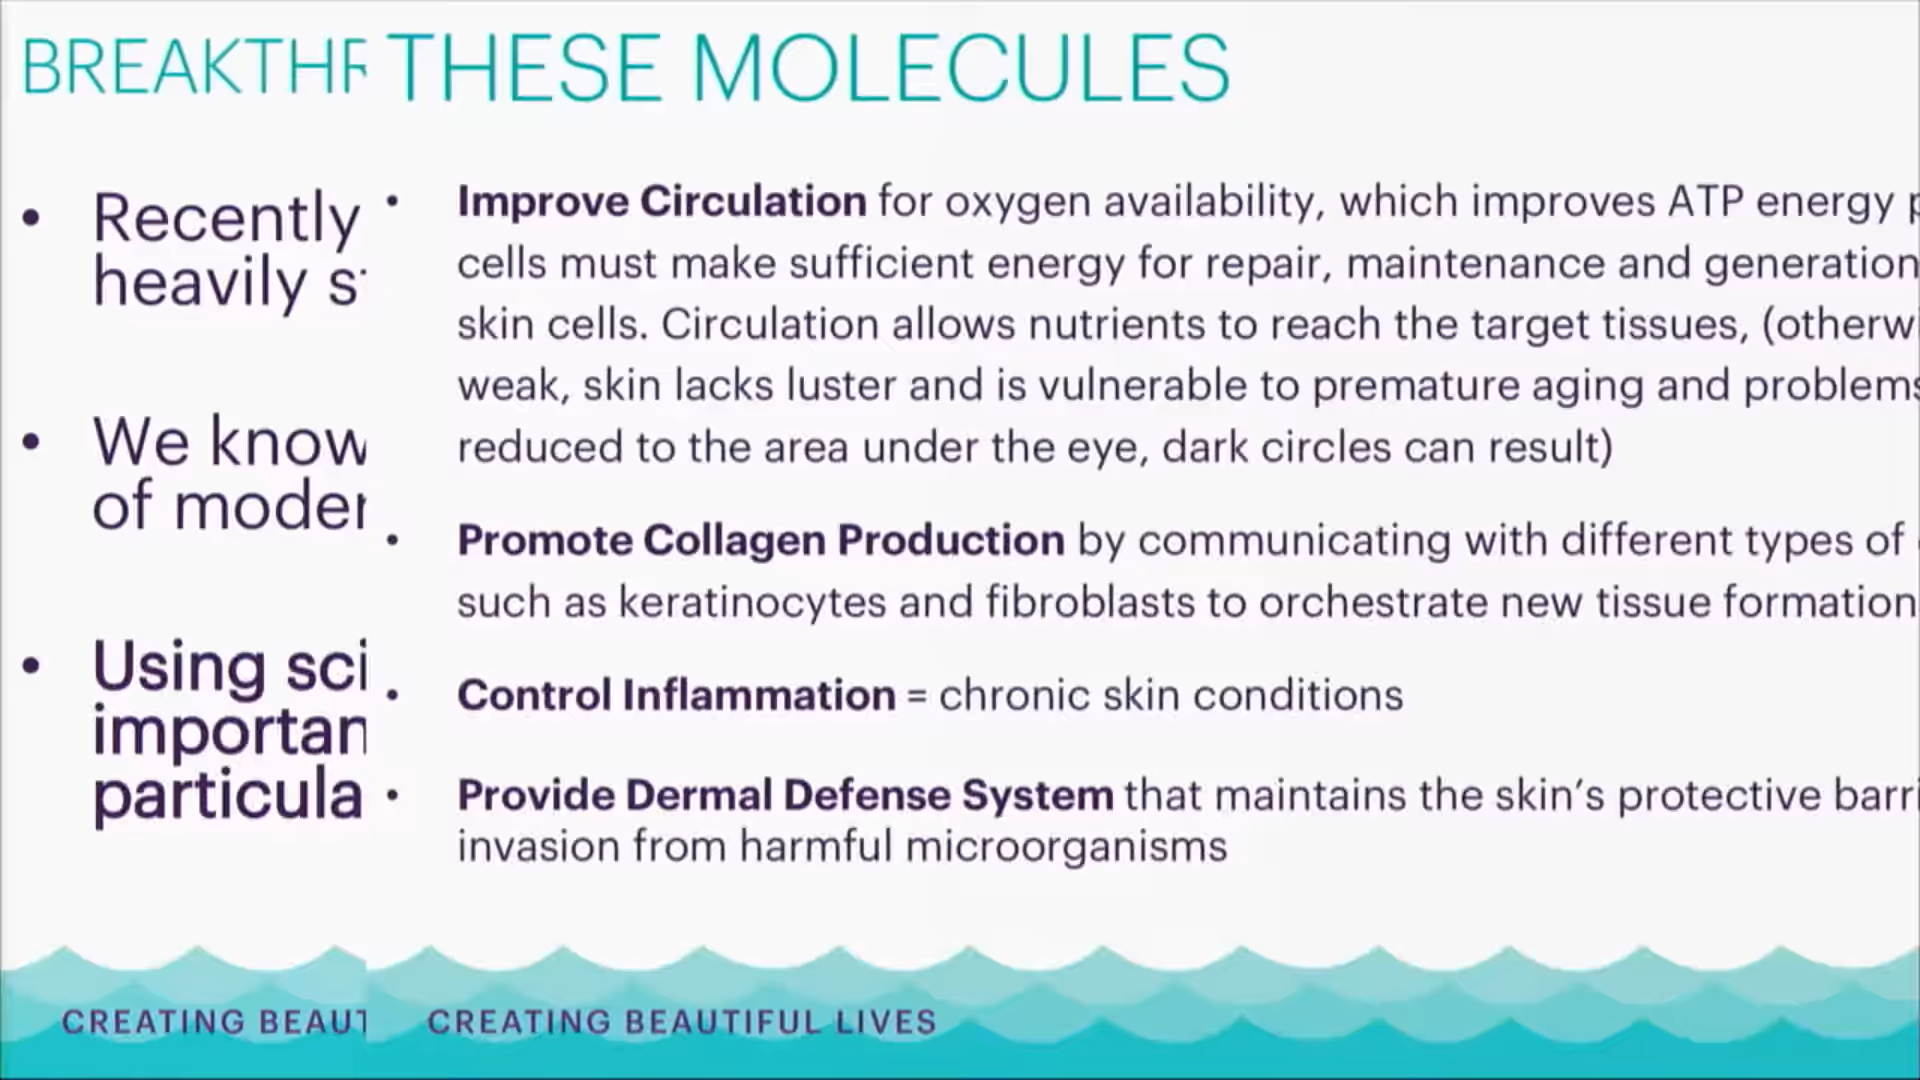 BREAKTHR
• Recently
heavily s
• We know
of moder
• Using sci
importan
particula
CREATING BEAUT
THESE MOLECULES
• Improve Circulation for oxygen availability, which improves ATP energy
cells must make sufficient energy for repair, maintenance and generation
skin cells. Circulation allows nutrients to reach the target tissues, (otherw
weak, skin lacks luster and is vulnerable to premature aging and problems
reduced to the area under the eye, dark circles can result)
• Promote Collagen Production by communicating with different types of
such as keratinocytes and fibroblasts to orchestrate new tissue formation
• Control Inflammation = chronic skin conditions
• Provide Dermal Defense System that maintains the skin’s protective barri
invasion from harmful microorganisms
CREATING BEAUTIFUL LIVES